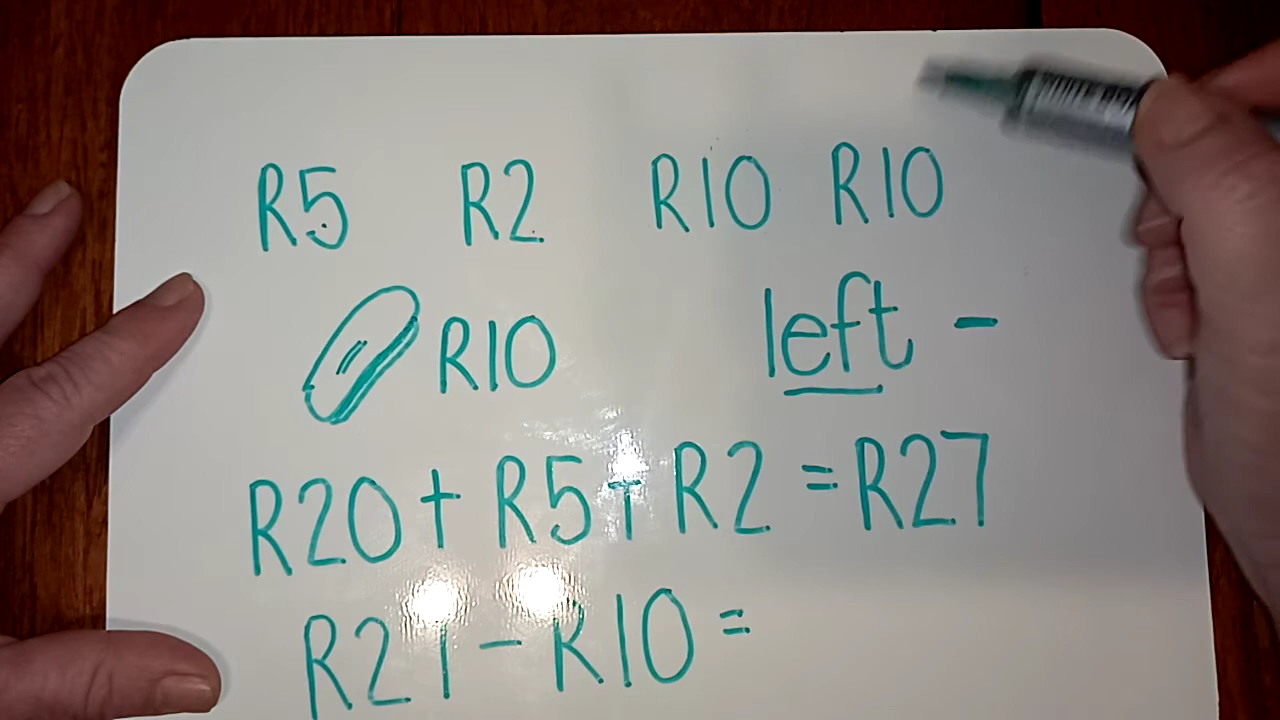 R5 R2 R10 R10
R10 left -
R20 + R5 + R2 = R27
R27 - R10 =